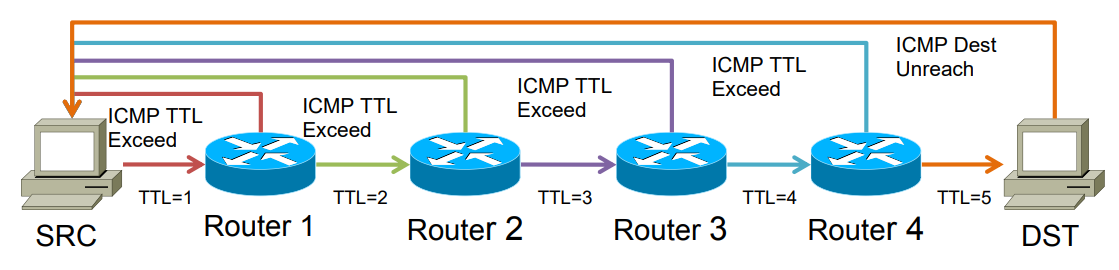 ICMP Dest
Unreach
ICMP TTL
Exceed
ICMP TTL
Exceed
ICMP TTL
Exceed
ICMP TTL
Exceed
TTL=1
TTL=2
TTL=3
TTL=4
TTL=5
SRC
Router 1
Router 2
Router 3
Router 4
DST